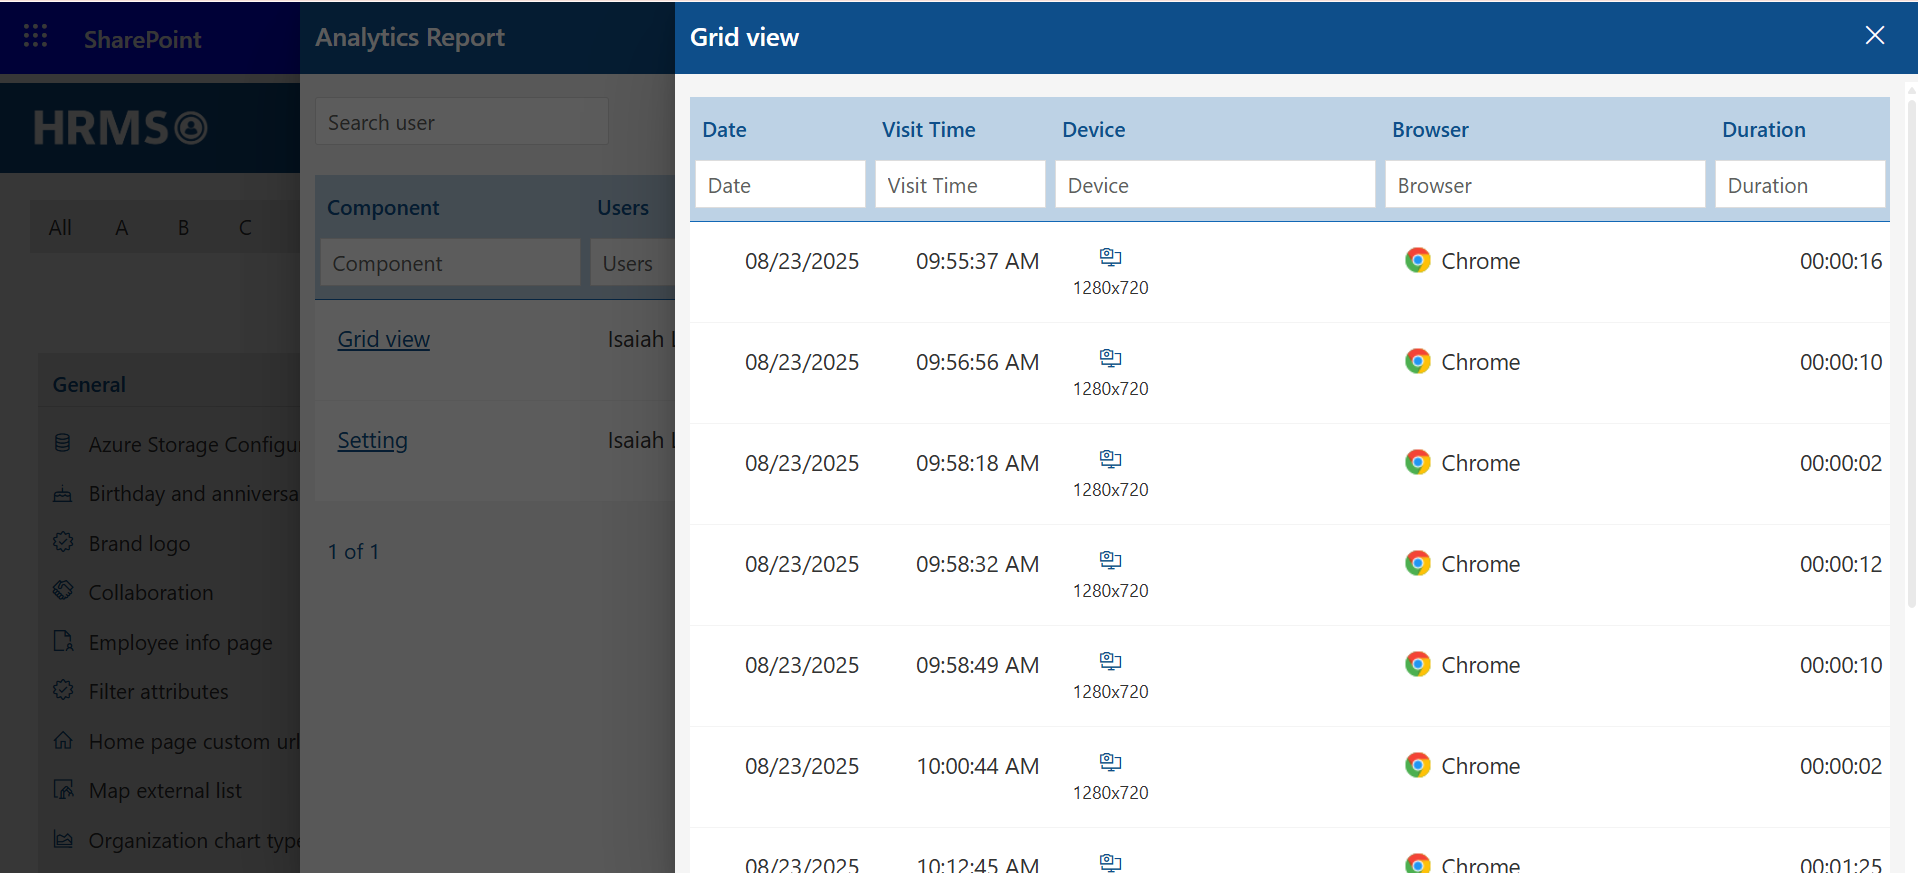 SharePoint
HRMS
All A B C
General
Azure Storage Configu
Birthday and anniversa
Brand logo
Collaboration
Employee info page
Filter attributes
Home page custom url
Map external list
Organization chart type
Analytics Report
Search user
Component Users
Component Users
Grid view Isaiah L
Setting Isaiah L
1 of 1
Grid view
Date Visit Time Device Browser Duration
Date Visit Time Device Browser Duration
08/23/2025 09:55:37 AM 1280x720 Chrome 00:00:16
08/23/2025 09:56:56 AM 1280x720 Chrome 00:00:10
08/23/2025 09:58:18 AM 1280x720 Chrome 00:00:02
08/23/2025 09:58:32 AM 1280x720 Chrome 00:00:12
08/23/2025 09:58:49 AM 1280x720 Chrome 00:00:10
08/23/2025 10:00:44 AM 1280x720 Chrome 00:00:02
08/23/2025 10:12:45 AM Chrome 00:01:25